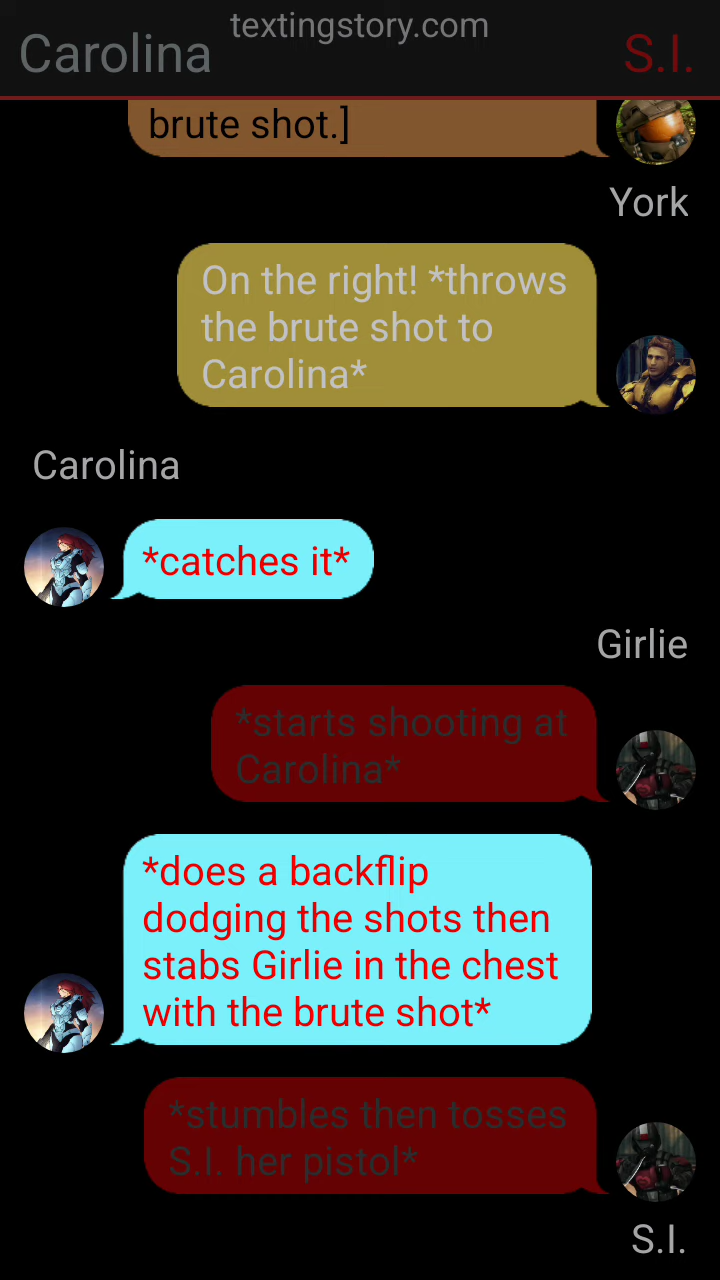 textingstory.com
Carolina
S.I.
brute shot.]
York
On the right! *throws
the brute shot to
Carolina*
Carolina
*catches it*
Girlie
*starts shooting at
Carolina*
*does a backflip
dodging the shots then
stabs Girlie in the chest
with the brute shot*
*stumbles then tosses
S.I. her pistol*
S.I.